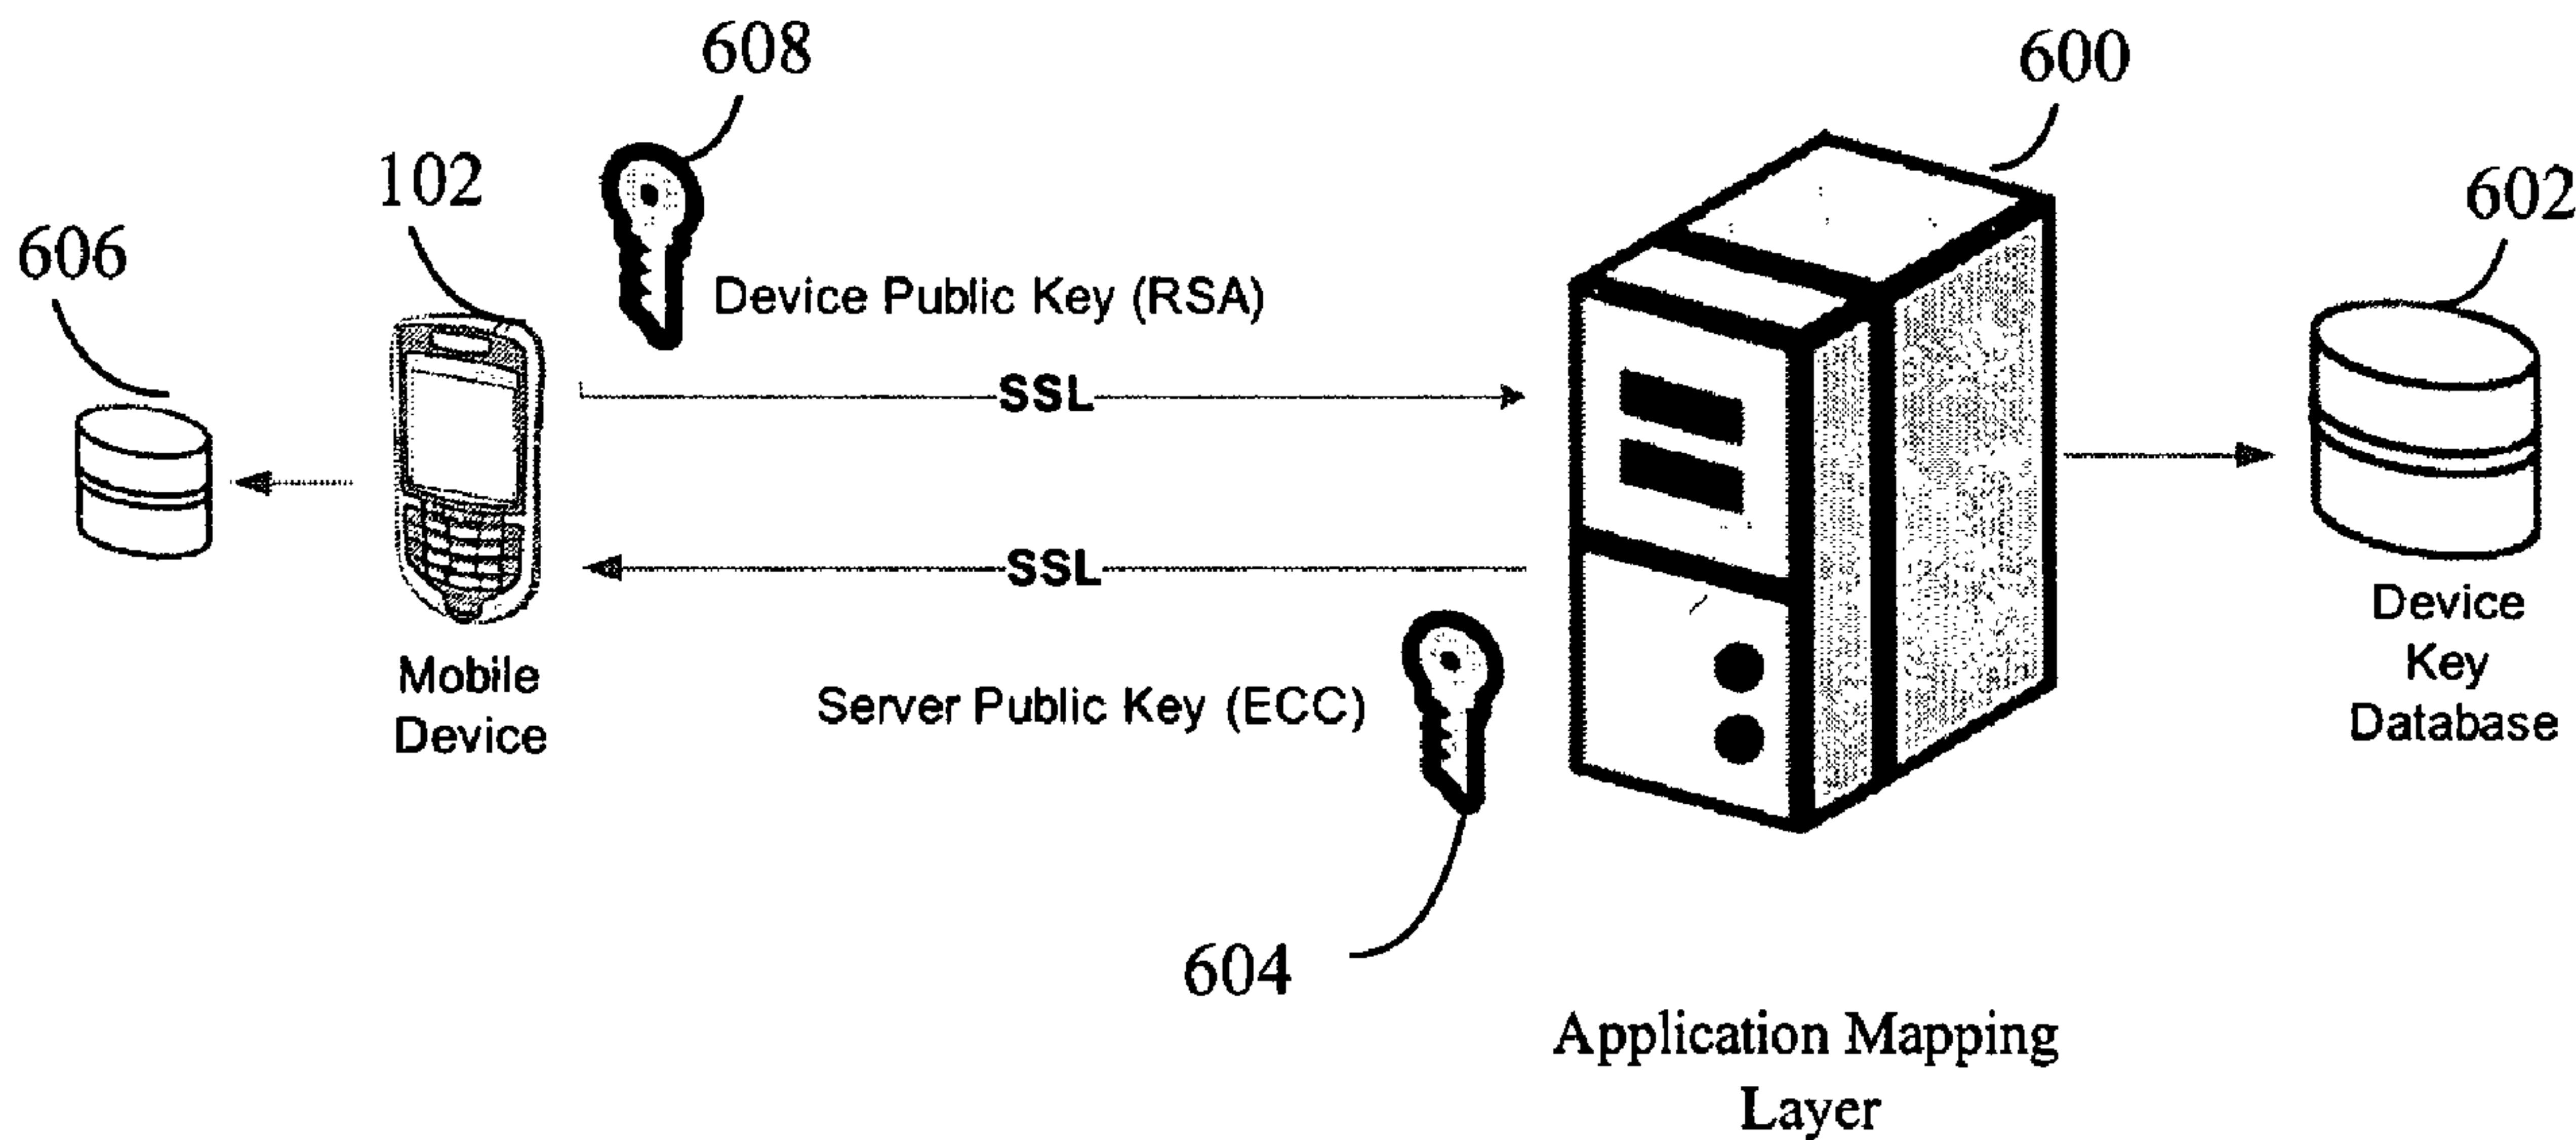 608
600
102
602
606
Device Public Key (RSA)
SSL
SSL
Device
Key
Database
Mobile
Device
Server Public Key (ECC)
604
Application Mapping
Layer